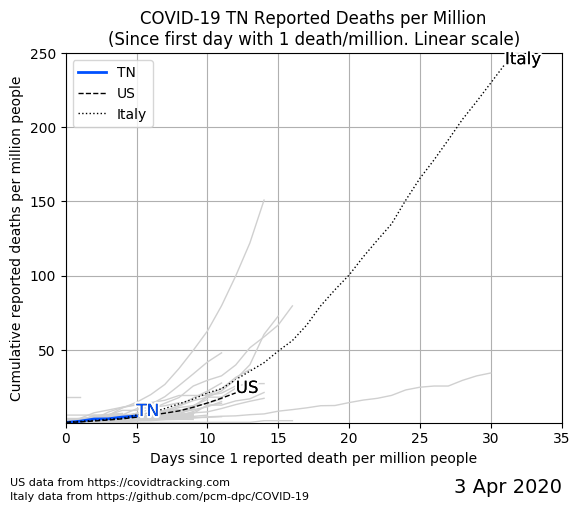 COVID-19 TN Reported Deaths per Million
(Since first day with 1 death/million. Linear scale)
Cumulative reported deaths per million people
250
200
150
100
50
TN
US
Italy
Italy
US
TN
0
5
10
15
20
25
30
35
Days since 1 reported death per million people
US data from https://covidtracking.com
Italy data from https://github.com/pcm-dpc/COVID-19
3 Apr 2020